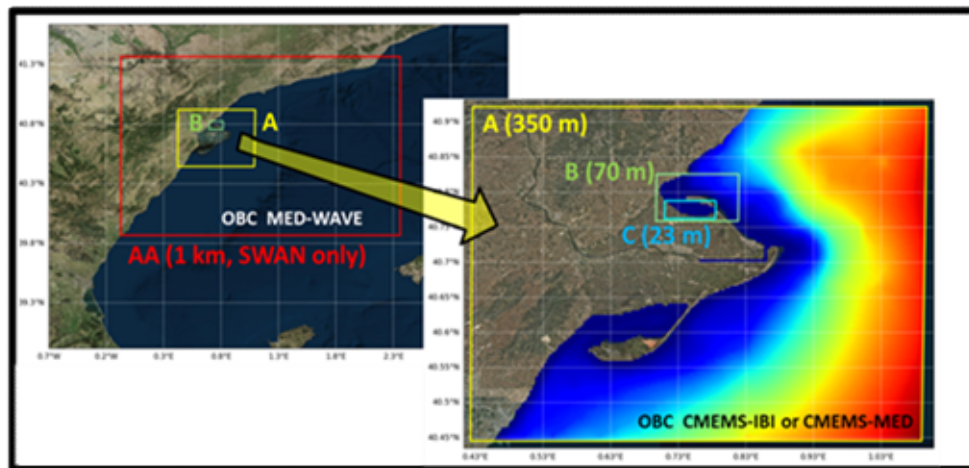 41.3°N
40.8°N
40.3°N
39.8°N
39.3°N
B
A
OBC MED-WAVE
AA (1 km, SWAN only)
0.7°W
0.2°W
0.3°E
0.8°E
1.3°E
1.8°E
2.3°E
A (350 m)
B (70 m)
C (23 m)
OBC CMEMS-IBI or CMEMS-MED
40.9°N
40.85°N
40.8°N
40.75°N
40.7°N
40.65°N
40.6°N
40.55°N
40.5°N
40.45°N
0.43°E
0.53°E
0.63°E
0.73°E
0.83°E
0.93°E
1.03°E